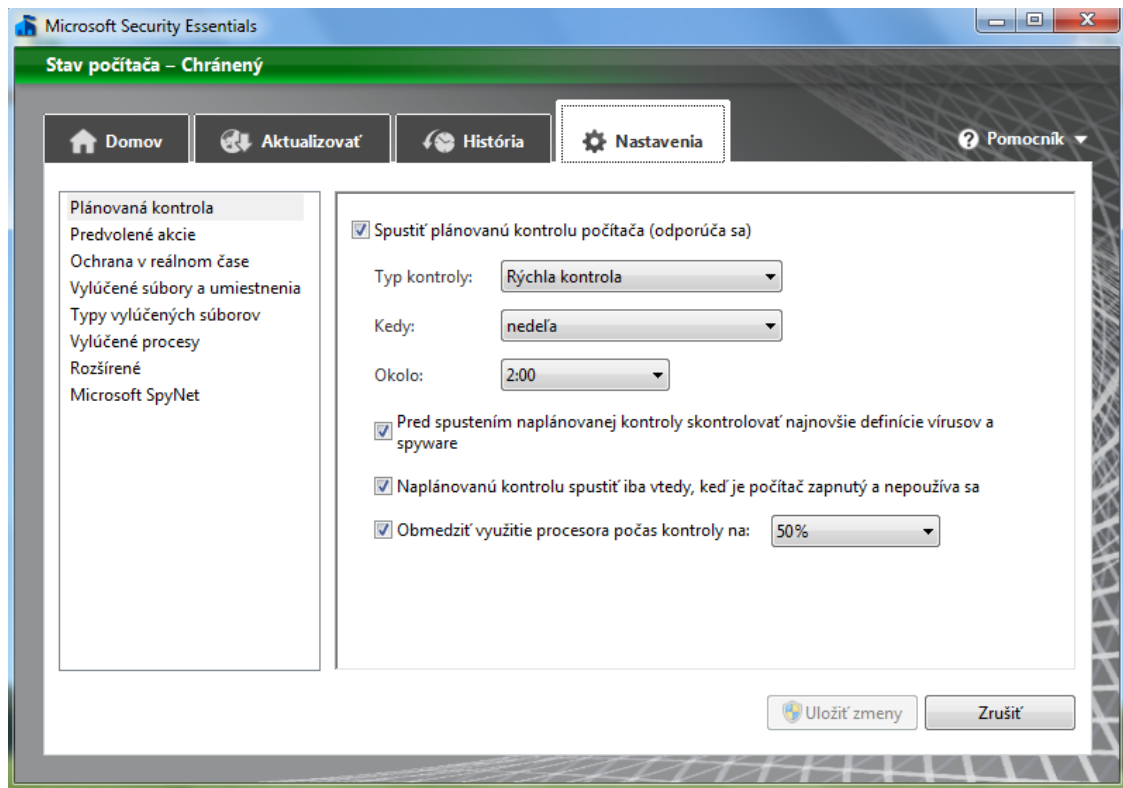 Microsoft Security Essentials
Stav počítača – Chránený
Domov
Aktualizovať
História
Nastavenia
Pomocník
Plánovaná kontrola
Predvolené akcie
Ochrana v reálnom čase
Vylúčené súbory a umiestnenia
Typy vylúčených súborov
Vylúčené procesy
Rozšírené
Microsoft SpyNet
Spustiť plánovanú kontrolu počítača (odporúča sa)
Typ kontroly: Rýchla kontrola
Kedy: nedeľa
Okolo: 2:00
Pred spustením naplánovanej kontroly skontrolovať najnovšie definície vírusov a
spyware
Naplánovanú kontrolu spustiť iba vtedy, keď je počítač zapnutý a nepoužíva sa
Obmedziť využitie procesora počas kontroly na: 50%
Uložiť zmeny
Zrušiť